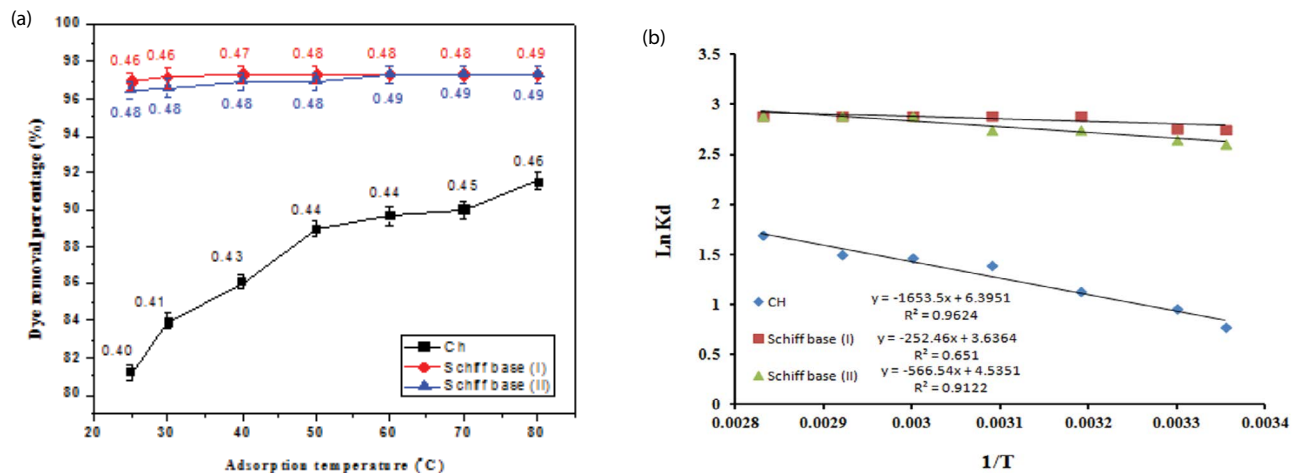 (a)
100
98
96
94
92
90
88
86
84
82
80
Dye removal percentage (%)
0.46 0.46 0.47 0.48 0.48 0.48 0.49
0.48 0.48 0.48 0.48 0.49 0.49 0.49
0.40 0.41 0.43 0.44 0.44 0.45 0.46
Ch
Schiff base (I)
Schiff base (II)
20 30 40 50 60 70 80
Adsorption temperature (°C)
(b)
3.5
3
2.5
2
1.5
1
0.5
0
Ln Kd
CH y = -1653.5x + 6.3951
R² = 0.9624
Schiff base (I) y = -252.46x + 3.6364
R² = 0.651
Schiff base (II) y = -566.54x + 4.5351
R² = 0.9122
0.0028 0.0029 0.003 0.0031 0.0032 0.0033 0.0034
1/T